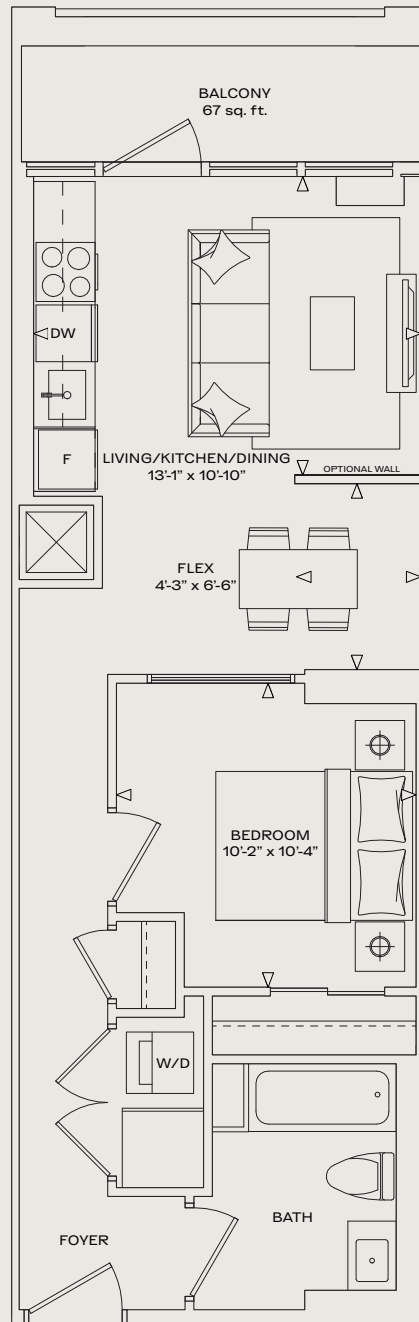 BALCONY
67 sq. ft.
DW
F
LIVING/KITCHEN/DINING
13'-1" x 10'-10"
OPTIONAL WALL
FLEX
4'-3" x 6'-6"
BEDROOM
10'-2" x 10'-4"
W/D
BATH
FOYER